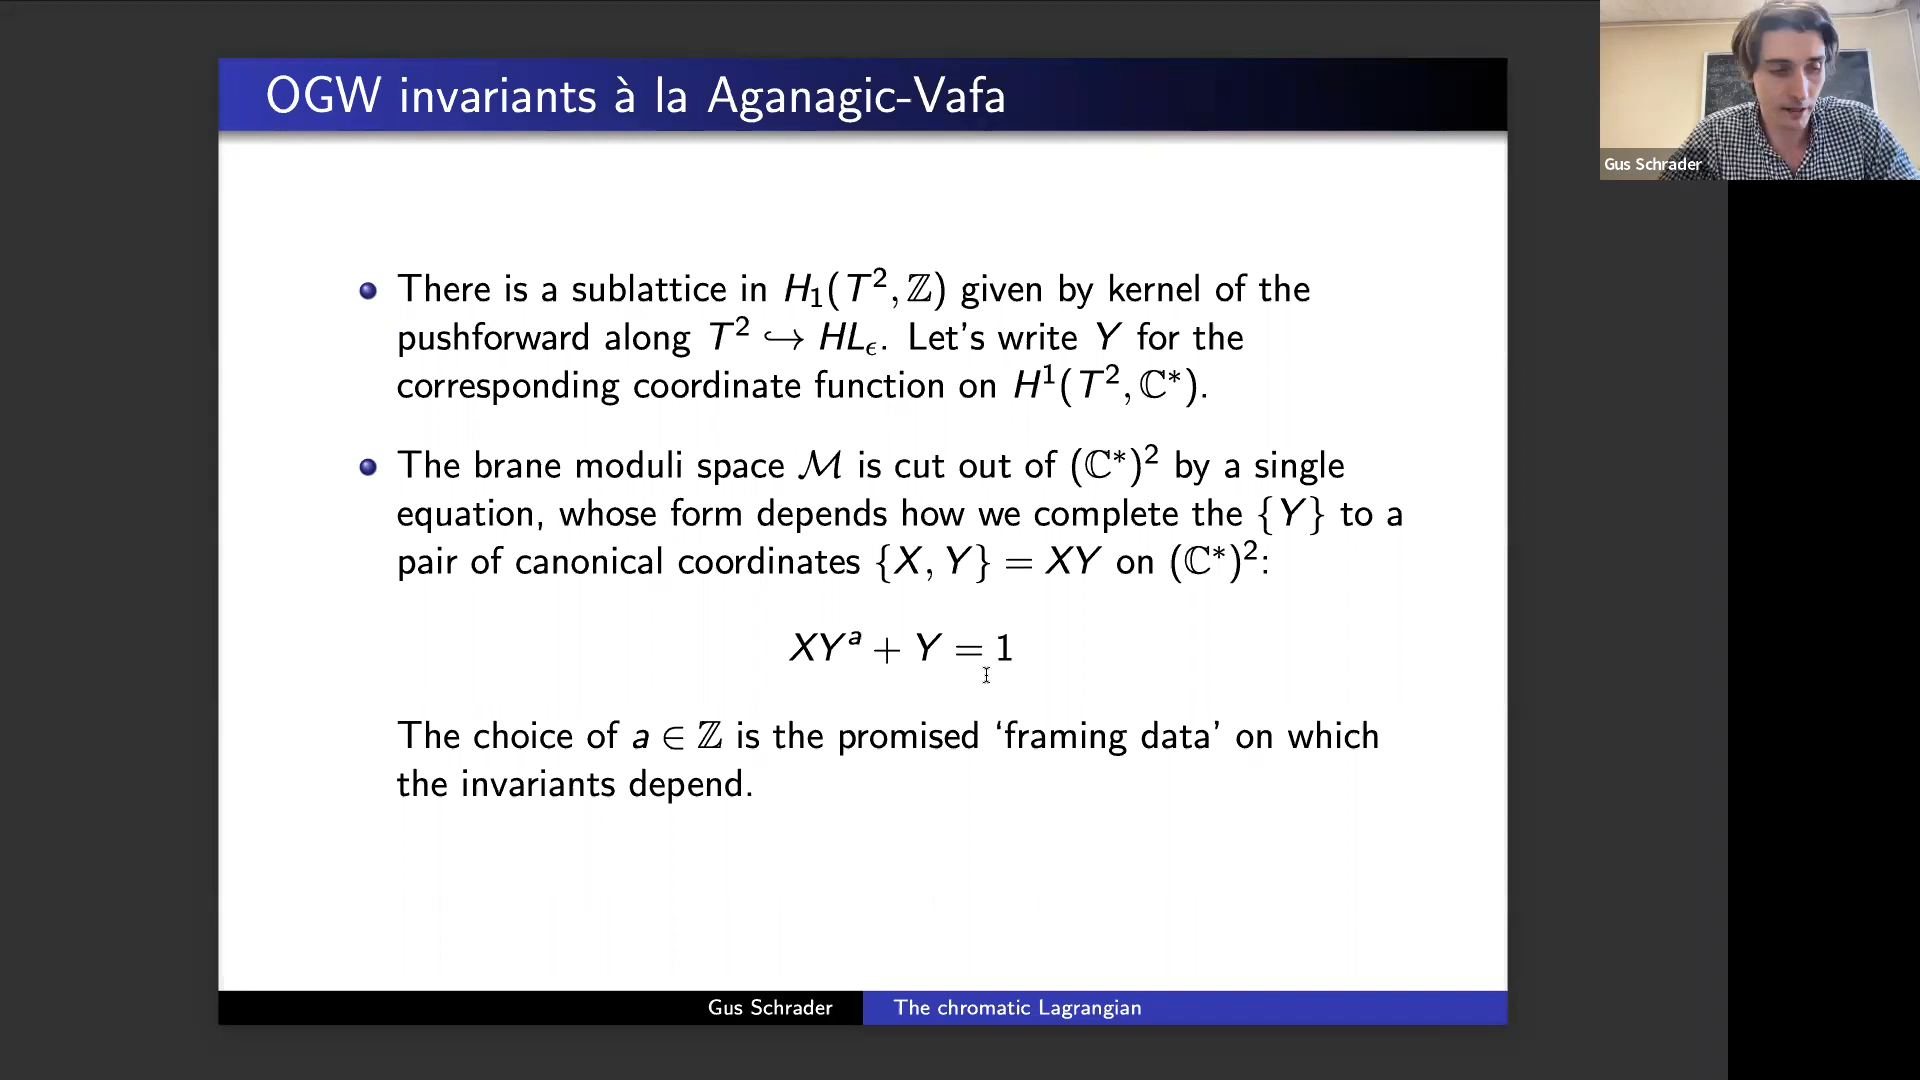 OGW invariants à la Aganagic-Vafa
Gus Schrader
• There is a sublattice in H₁(T², ℤ) given by kernel of the
pushforward along T² ↪ HL_ϵ. Let's write Y for the
corresponding coordinate function on H¹(T², ℂ*).
• The brane moduli space ℳ is cut out of (ℂ*)² by a single
equation, whose form depends how we complete the {Y} to a
pair of canonical coordinates {X, Y} = XY on (ℂ*)²:
XYᵃ + Y = 1
The choice of a ∈ ℤ is the promised ‘framing data’ on which
the invariants depend.
Gus Schrader The chromatic Lagrangian